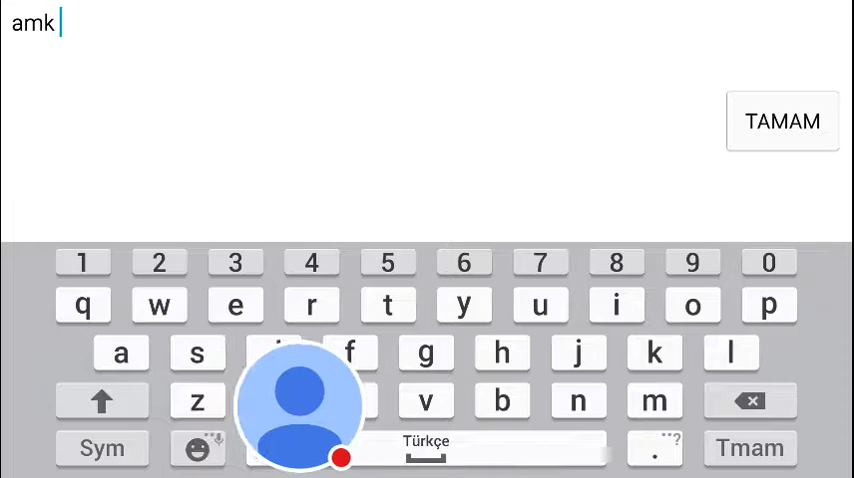 amk
TAMAM
1 2 3 4 5 6 7 8 9 0
q w e r t y u i o p
a s f g h j k l
z v b n m
Sym Türkçe . ? Tmam